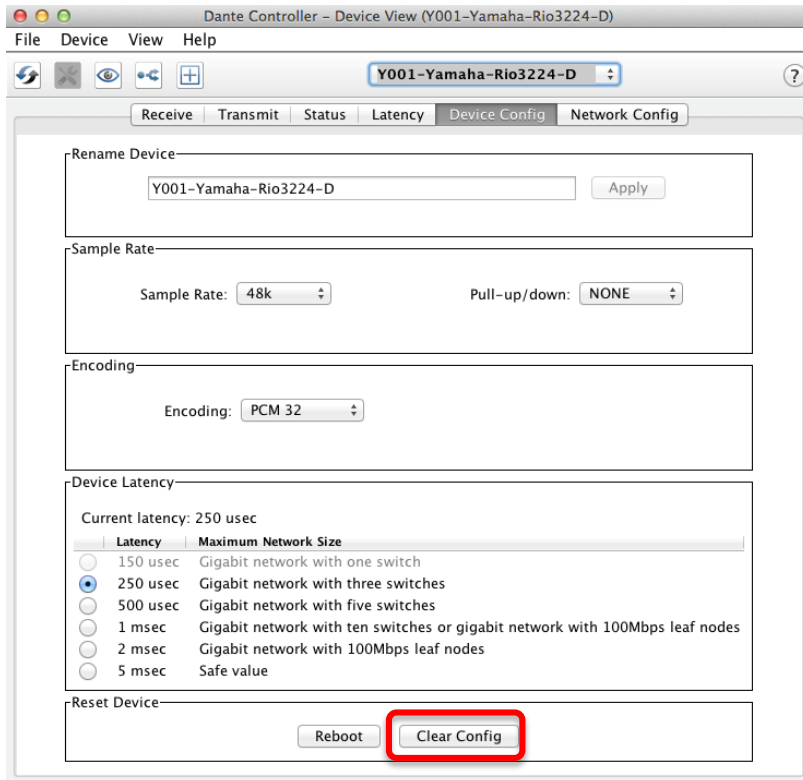 Dante Controller – Device View (Y001–Yamaha–Rio3224–D)
File Device View Help
Y001–Yamaha–Rio3224–D
?
Receive Transmit Status Latency Device Config Network Config
Rename Device
Y001–Yamaha–Rio3224–D Apply
Sample Rate
Sample Rate: 48k Pull–up/down: NONE
Encoding
Encoding: PCM 32
Device Latency
Current latency: 250 usec
Latency Maximum Network Size
150 usec Gigabit network with one switch
250 usec Gigabit network with three switches
500 usec Gigabit network with five switches
1 msec Gigabit network with ten switches or gigabit network with 100Mbps leaf nodes
2 msec Gigabit network with 100Mbps leaf nodes
5 msec Safe value
Reset Device
Reboot Clear Config